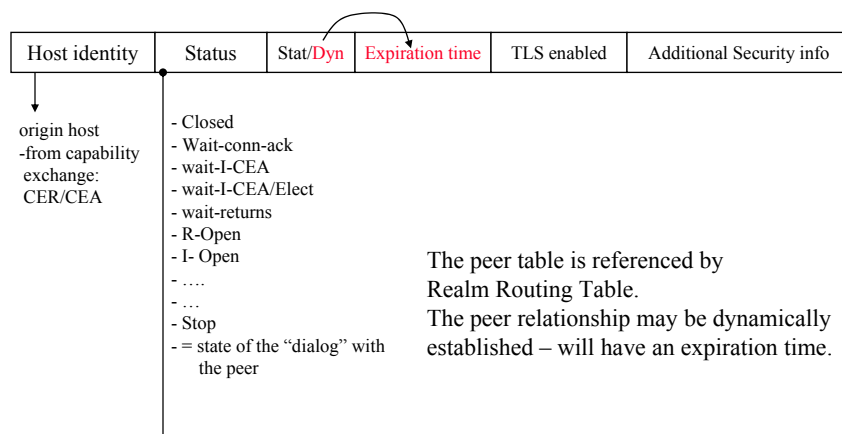 Host identity Status Stat/Dyn Expiration time TLS enabled Additional Security info
origin host
-from capability
exchange:
CER/CEA
- Closed
- Wait-conn-ack
- wait-I-CEA
- wait-I-CEA/Elect
- wait-returns
- R-Open
- I- Open
- ….
- …
- Stop
- = state of the “dialog” with
the peer
The peer table is referenced by
Realm Routing Table.
The peer relationship may be dynamically
established – will have an expiration time.